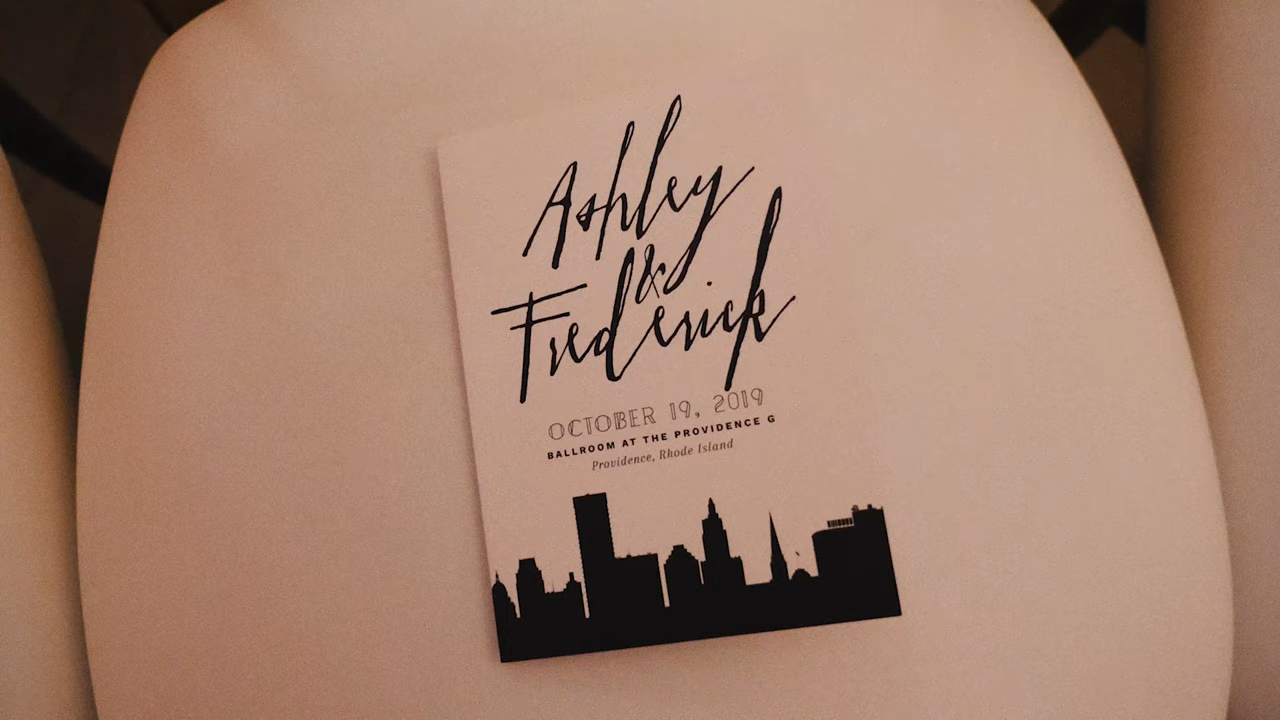 Ashley
&
Frederick
OCTOBER 19, 2019
BALLROOM AT THE PROVIDENCE G
Providence, Rhode Island